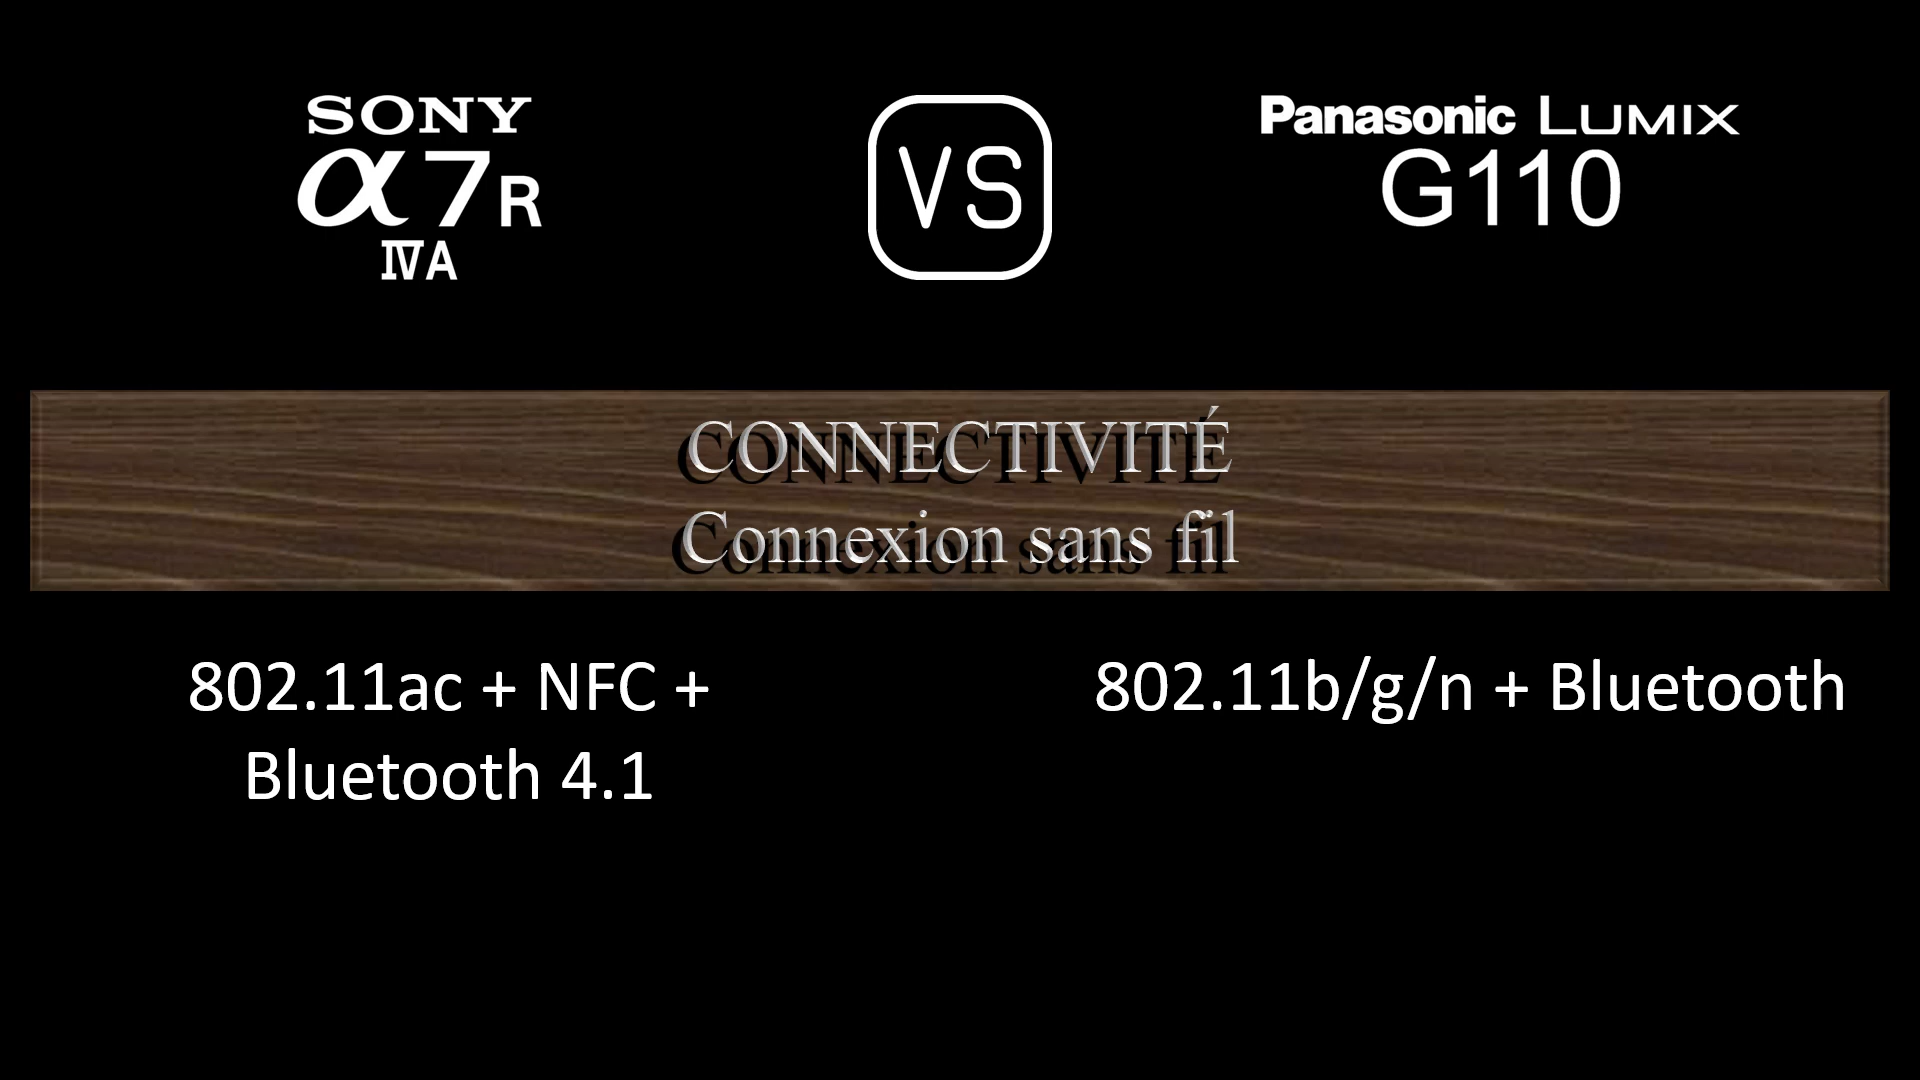 SONY
α7R
IVA
VS
Panasonic LUMIX
G110
CONNECTIVITÉ
Connexion sans fil
802.11ac + NFC +
Bluetooth 4.1
802.11b/g/n + Bluetooth